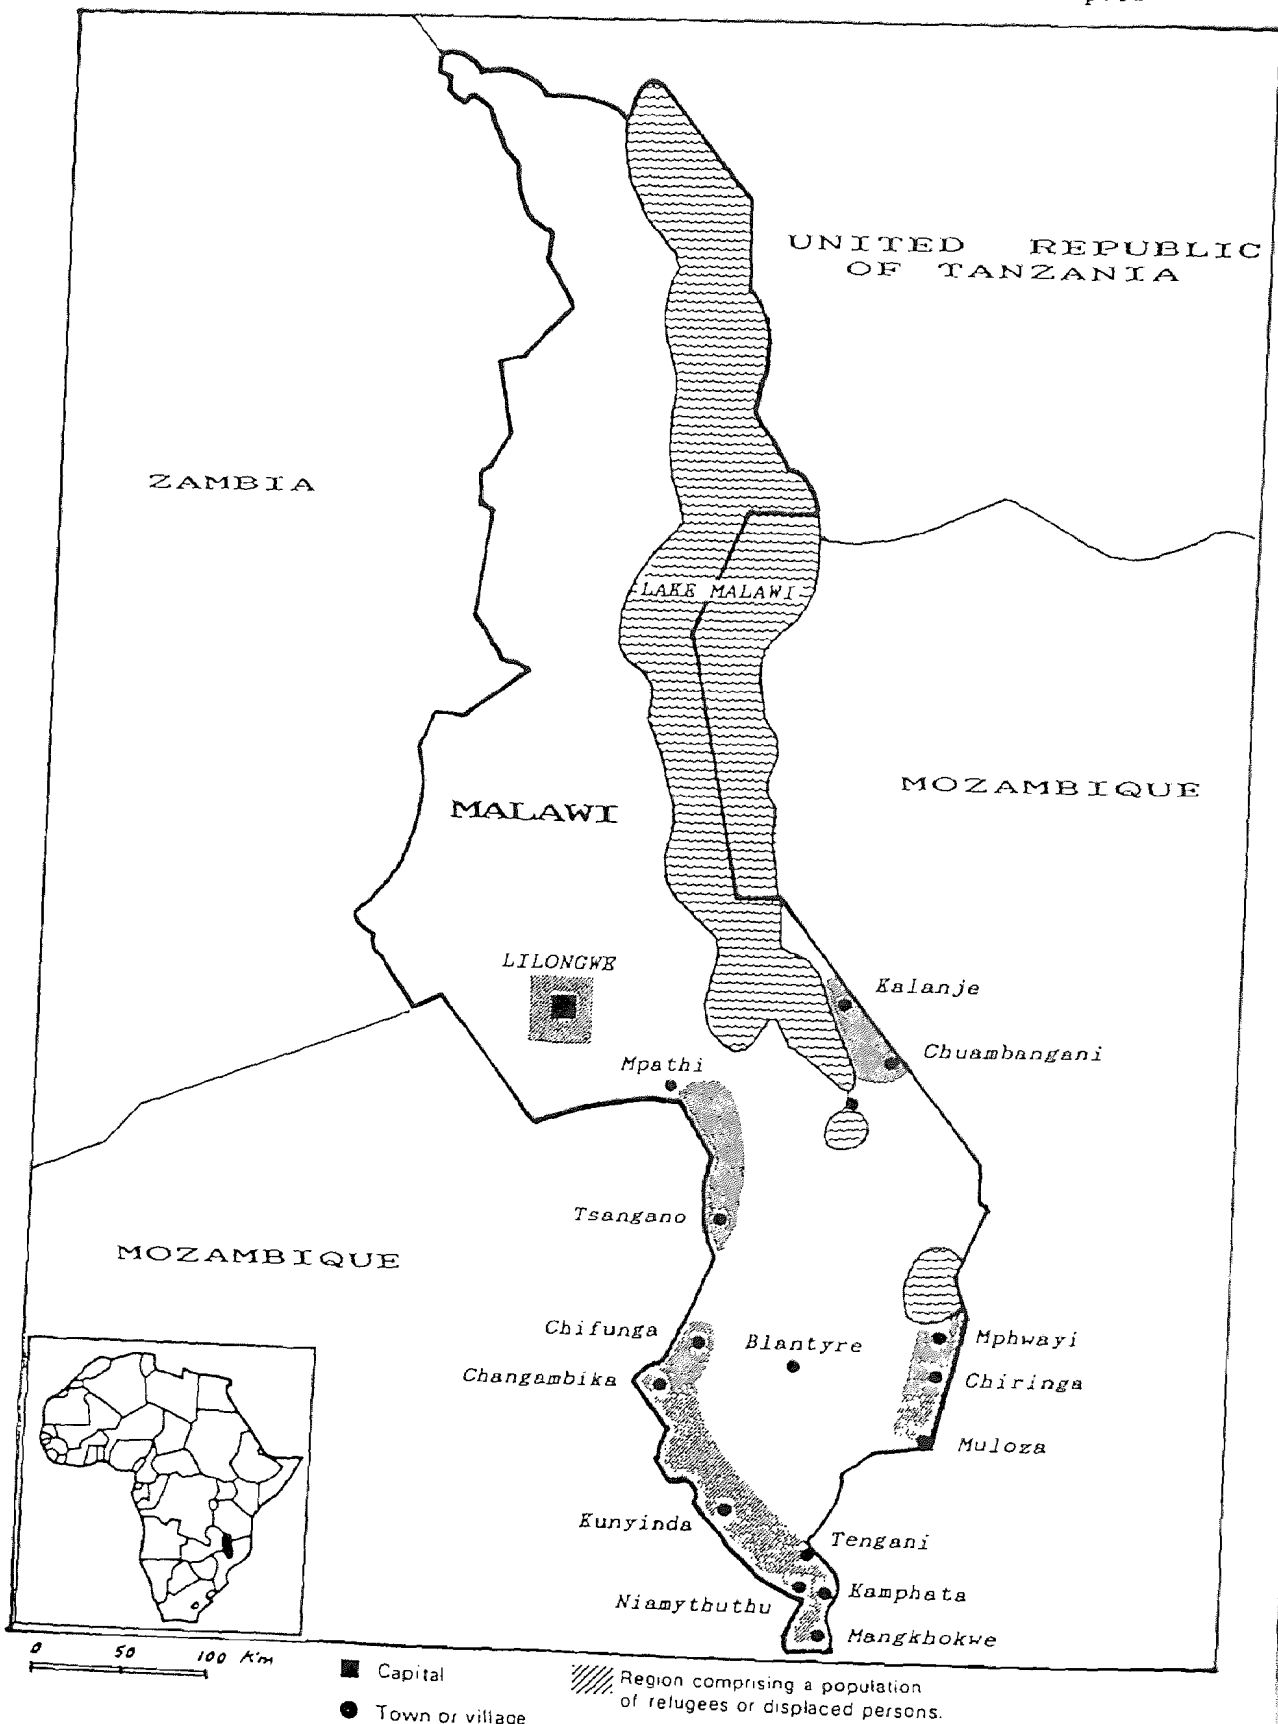 UNITED REPUBLIC
OF TANZANIA
ZAMBIA
LAKE MALAWI
MOZAMBIQUE
MALAWI
LILONGWE
Kalanje
Chuambangani
Mpathi
Tsangano
MOZAMBIQUE
Chifunga
Blantyre
Mphwayi
Changambika
Chiringa
Muloza
Kunyinda
Tengani
Niamythuthu
Kamphata
Mangkhokwe
0 50 100 Km
Capital
Town or village
Region comprising a population
of refugees or displaced persons.